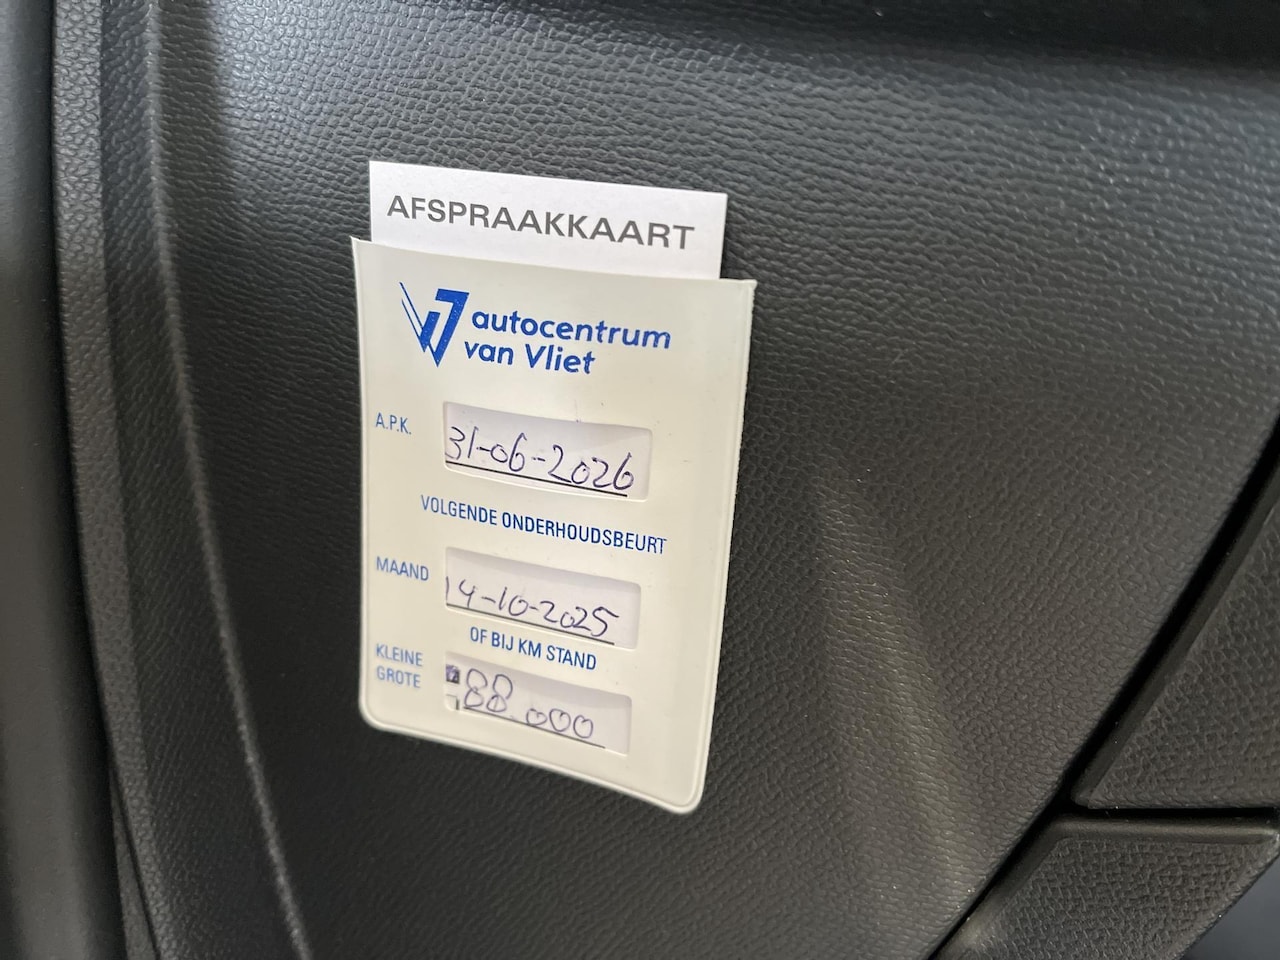 AFSPRAAKKAART
autocentrum
van Vliet
A.P.K.
31-06-2026
VOLGENDE ONDERHOUDSBEURT
MAAND
14-10-2025
OF BIJ KM STAND
KLEINE
GROTE
88.000